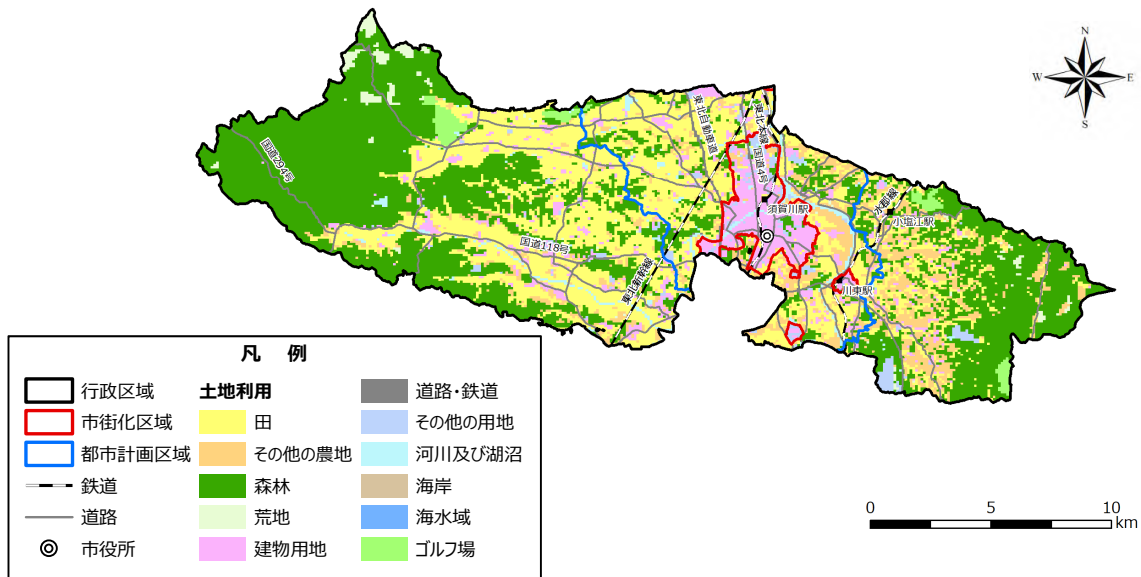 N
W
E
S
国道294号
東北自動車道
東北本線
国道4号
須賀川駅
水郡線
小塩江駅
国道118号
東北新幹線
川東駅
凡 例
行政区域
市街化区域
都市計画区域
鉄道
道路
市役所
土地利用
田
その他の農地
森林
荒地
建物用地
道路・鉄道
その他の用地
河川及び湖沼
海岸
海水域
ゴルフ場
0 5 10
km